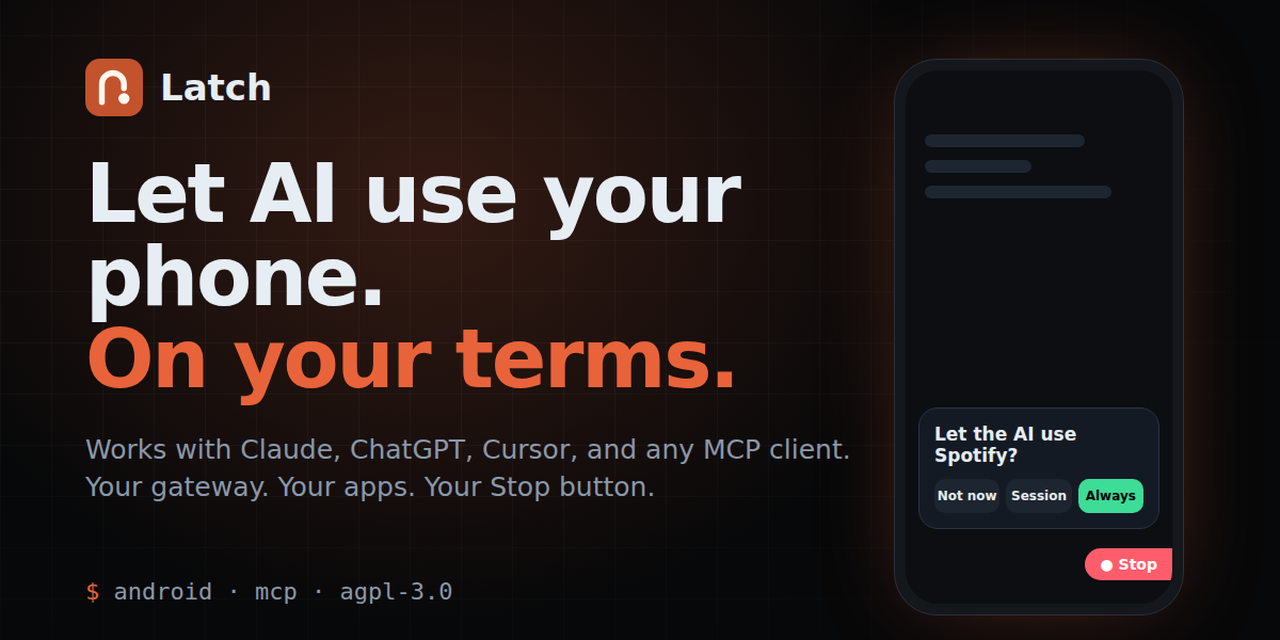 Latch
Let AI use your
phone.
On your terms.
Works with Claude, ChatGPT, Cursor, and any MCP client.
Your gateway. Your apps. Your Stop button.
$ android · mcp · agpl-3.0
Let the AI use
Spotify?
Not now Session Always
● Stop